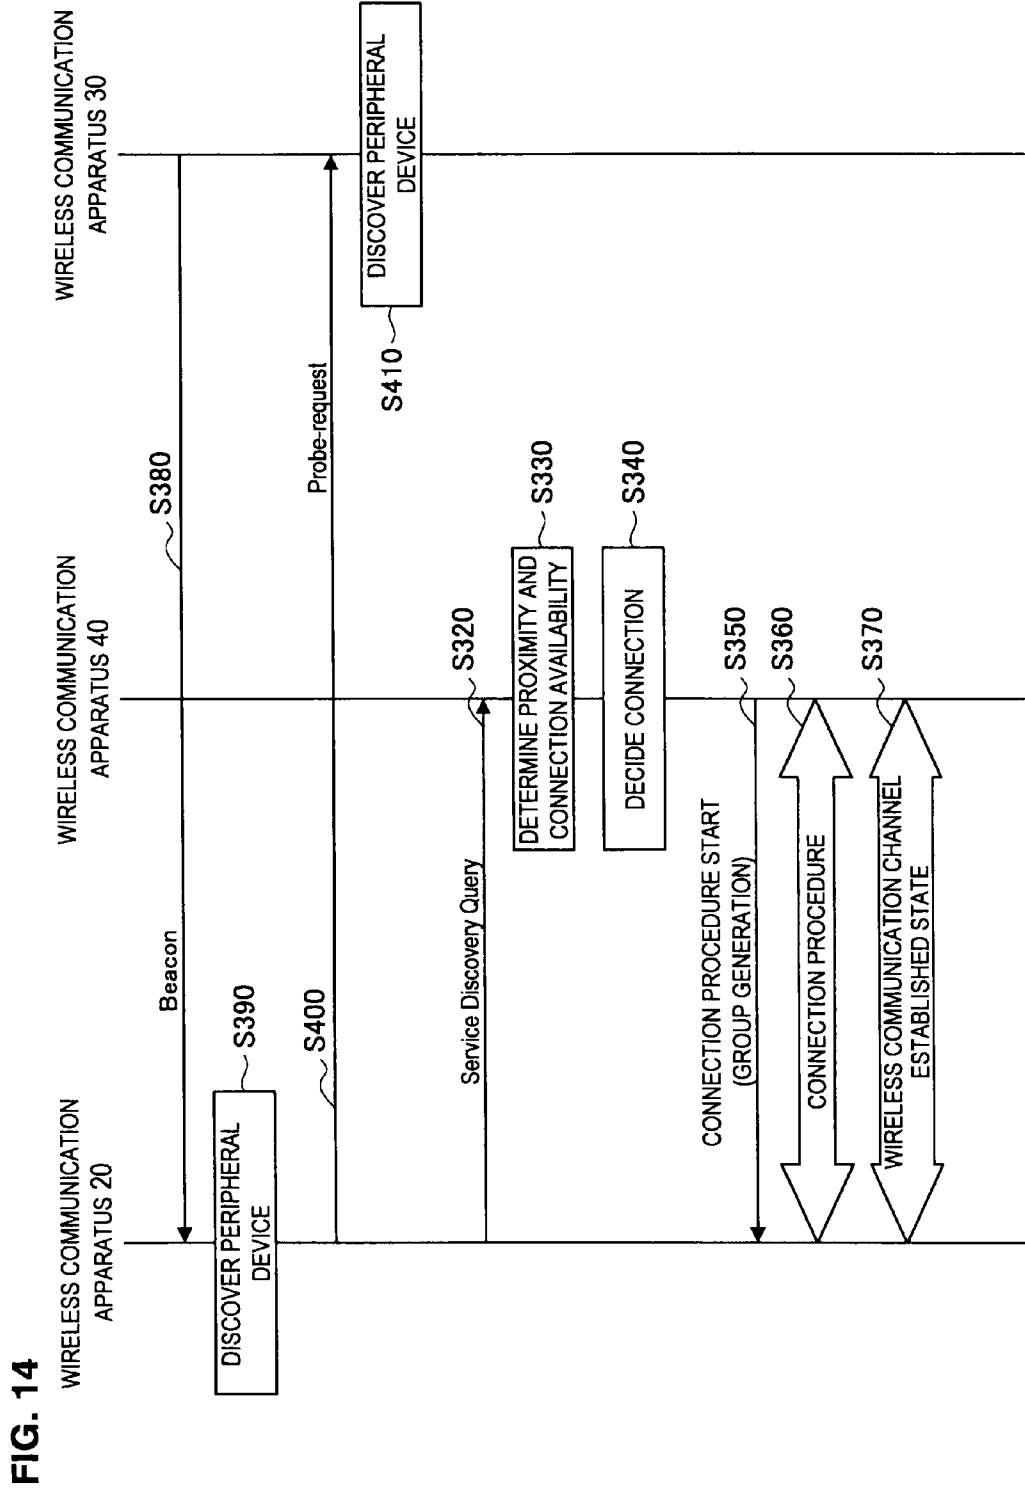 FIG. 14
WIRELESS COMMUNICATION
APPARATUS 20
WIRELESS COMMUNICATION
APPARATUS 40
WIRELESS COMMUNICATION
APPARATUS 30
S380
Beacon
DISCOVER PERIPHERAL
DEVICE
S390
S400
Probe-request
DISCOVER PERIPHERAL
DEVICE
S410
Service Discovery Query
S320
DETERMINE PROXIMITY AND
CONNECTION AVAILABILITY
S330
DECIDE CONNECTION
S340
CONNECTION PROCEDURE START
(GROUP GENERATION)
S350
CONNECTION PROCEDURE
S360
WIRELESS COMMUNICATION CHANNEL
ESTABLISHED STATE
S370